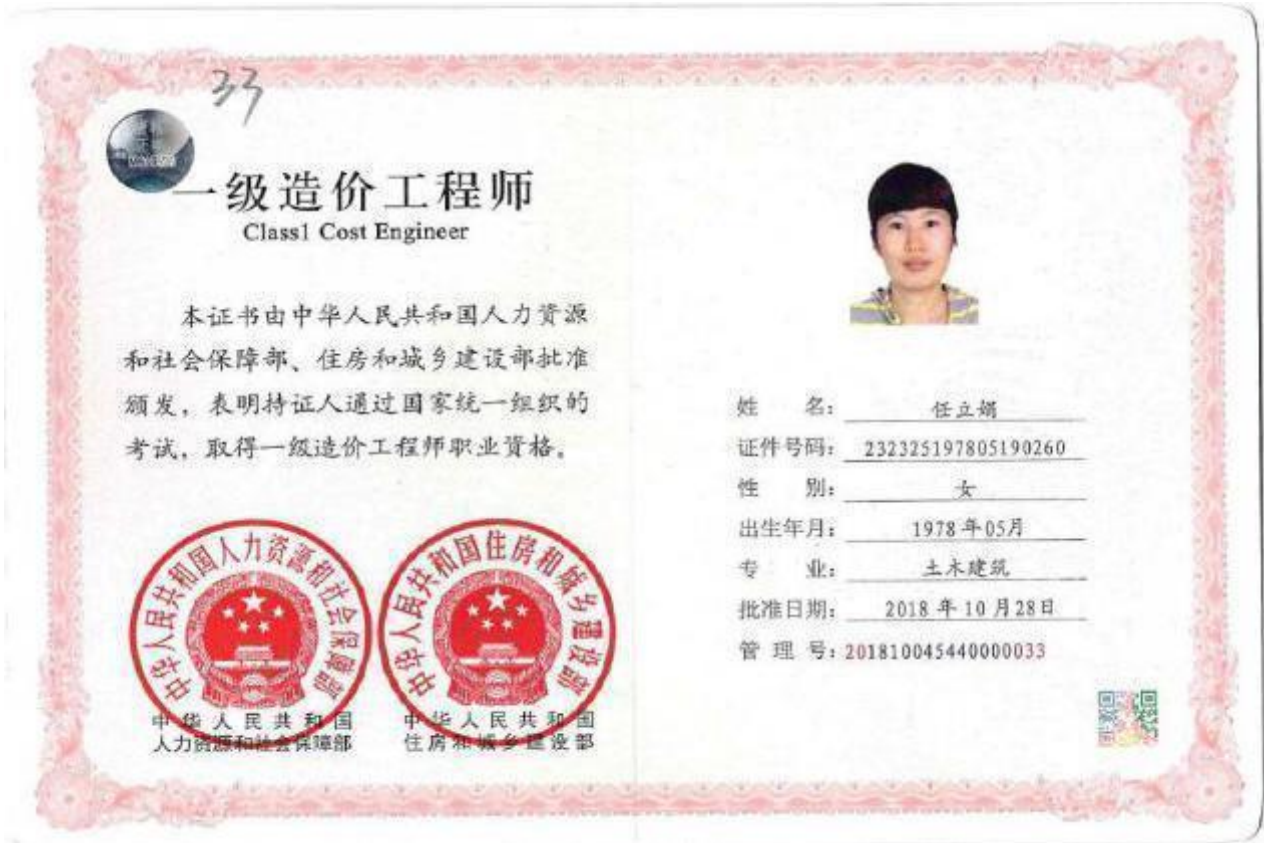 33
一级造价工程师
Class1 Cost Engineer
本证书由中华人民共和国人力资源
和社会保障部、住房和城乡建设部批准
颁发，表明持证人通过国家统一组织的
考试，取得一级造价工程师职业资格。
中华人民共和国人力资源和社会保障部
中华人民共和国住房和城乡建设部
中华人民共和国
人力资源和社会保障部
中华人民共和国
住房和城乡建设部
姓 名：任立娟
证件号码：232325197805190260
性 别：女
出生年月：1978年05月
专 业：土木建筑
批准日期：2018年10月28日
管 理 号：201810045440000033